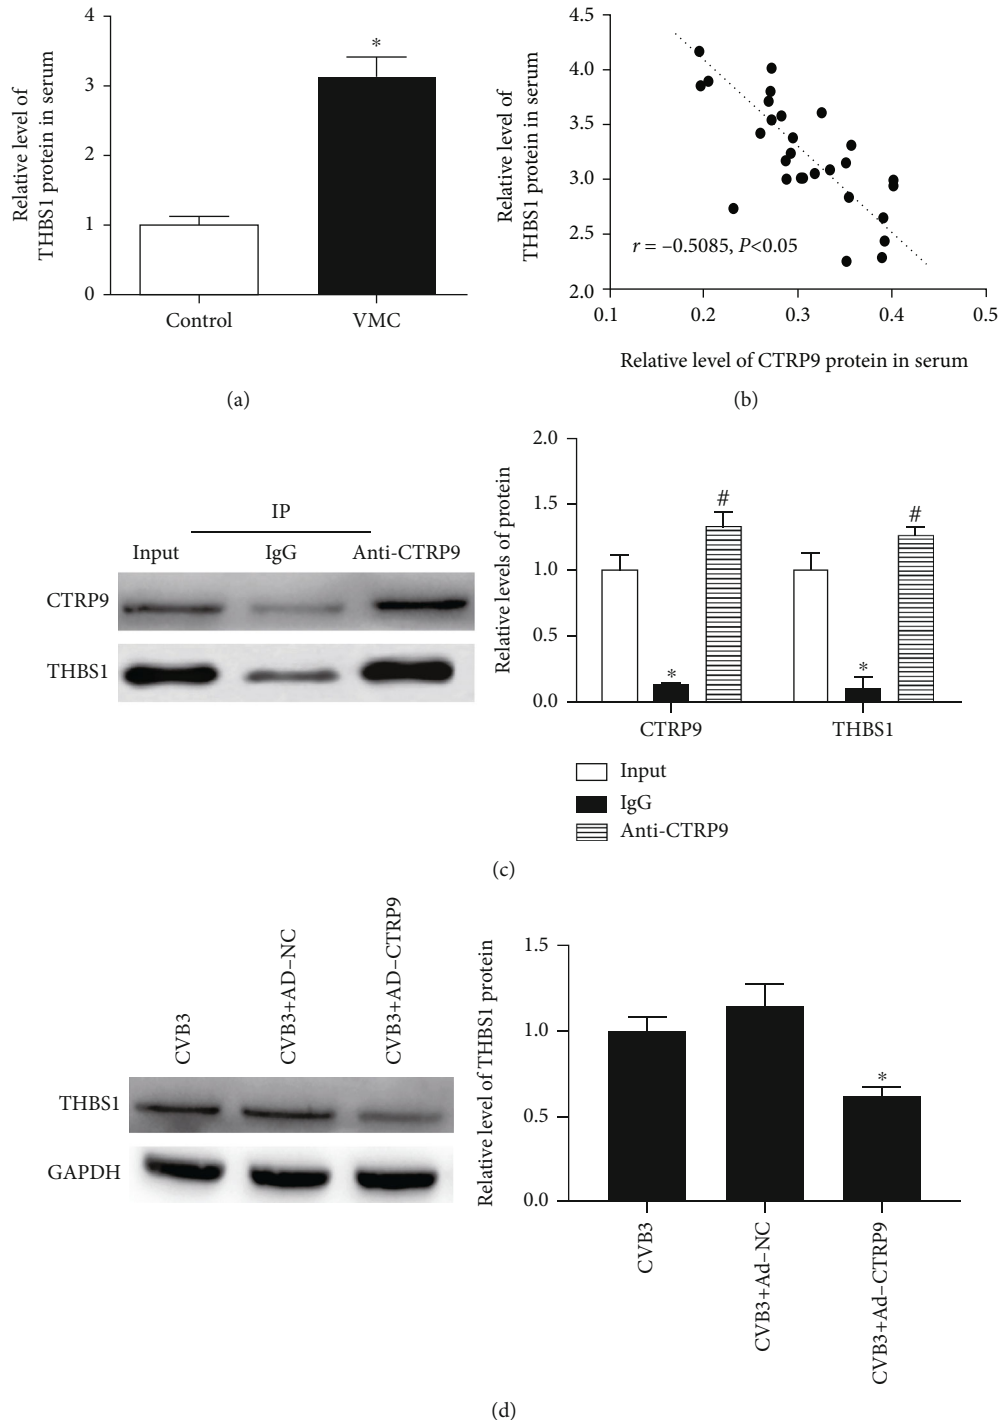 4
3
2
1
0
Relative level of
THBS1 protein in serum
*
Control
VMC
(a)
4.5
4.0
3.5
3.0
2.5
2.0
Relative level of
THBS1 protein in serum
r = –0.5085, P<0.05
0.1
0.2
0.3
0.4
0.5
Relative level of CTRP9 protein in serum
(b)
IP
Input
IgG
Anti-CTRP9
CTRP9
THBS1
2.0
1.5
1.0
0.5
0.0
Relative levels of protein
*
#
*
#
CTRP9
THBS1
Input
IgG
Anti-CTRP9
(c)
CVB3
CVB3+AD–NC
CVB3+AD–CTRP9
THBS1
GAPDH
1.5
1.0
0.5
0.0
Relative level of THBS1 protein
*
CVB3
CVB3+Ad–NC
CVB3+Ad–CTRP9
(d)